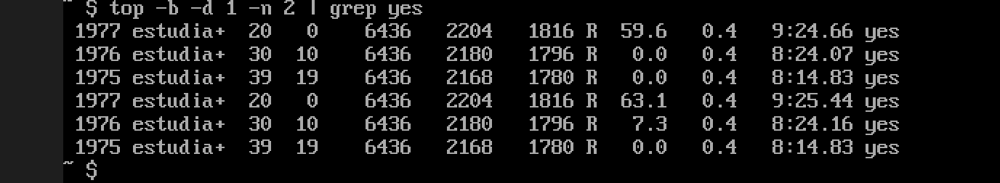 ~ $ top -b -d 1 -n 2 | grep yes
1977 estudia+ 20 0 6436 2204 1816 R 59.6 0.4 9:24.66 yes
1976 estudia+ 30 10 6436 2180 1796 R 0.0 0.4 8:24.07 yes
1975 estudia+ 39 19 6436 2168 1780 R 0.0 0.4 8:14.83 yes
1977 estudia+ 20 0 6436 2204 1816 R 63.1 0.4 9:25.44 yes
1976 estudia+ 30 10 6436 2180 1796 R 7.3 0.4 8:24.16 yes
1975 estudia+ 39 19 6436 2168 1780 R 0.0 0.4 8:14.83 yes
~ $